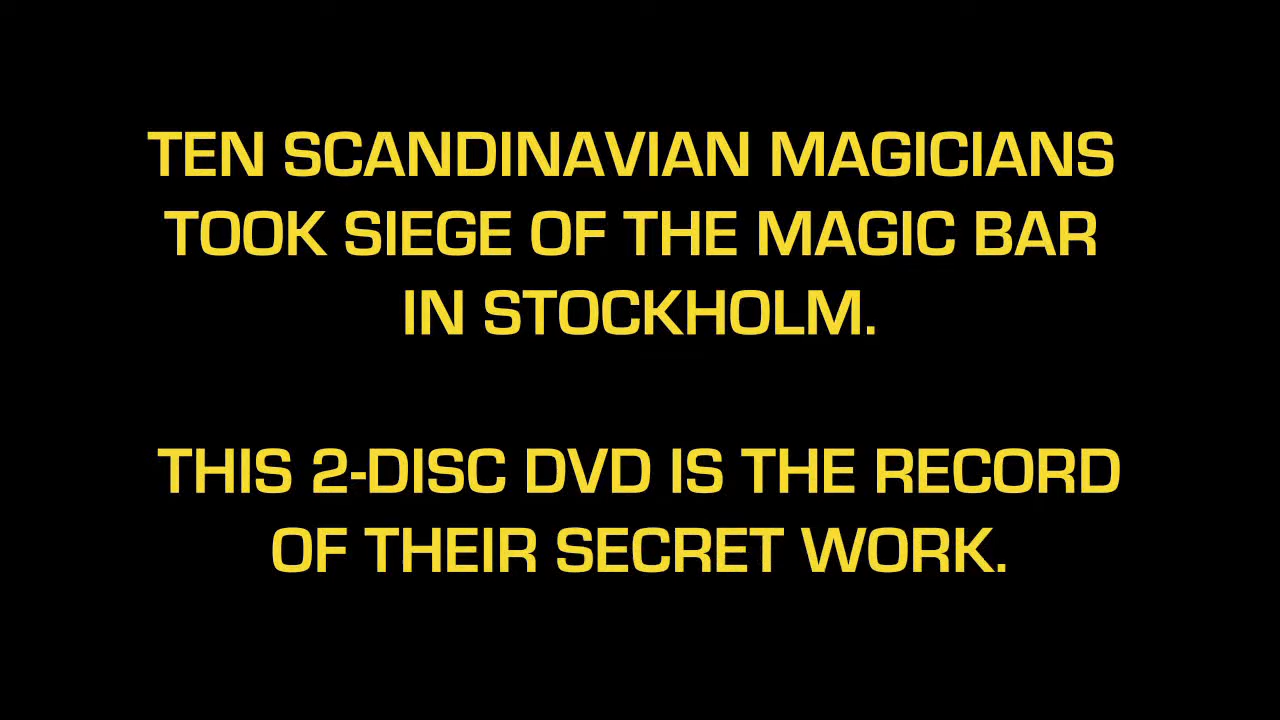 TEN SCANDINAVIAN MAGICIANS
TOOK SIEGE OF THE MAGIC BAR
IN STOCKHOLM.
THIS 2-DISC DVD IS THE RECORD
OF THEIR SECRET WORK.